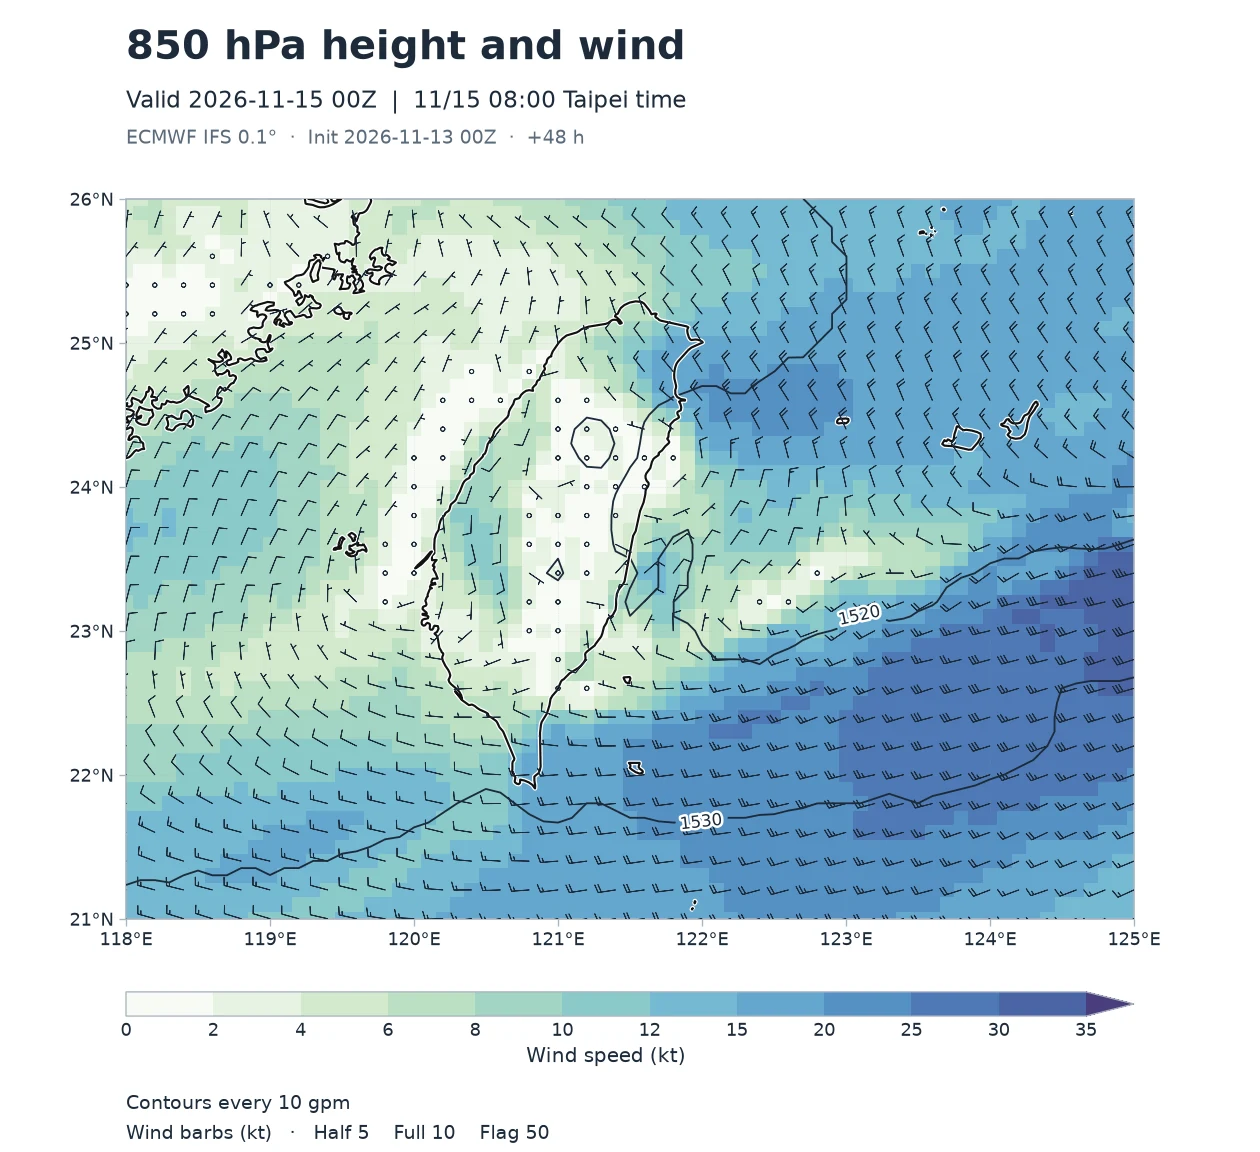 850 hPa height and wind
Valid 2026-11-15 00Z | 11/15 08:00 Taipei time
ECMWF IFS 0.1° · Init 2026-11-13 00Z · +48 h
26°N
25°N
24°N
23°N
22°N
21°N
1520
1530
118°E 119°E 120°E 121°E 122°E 123°E 124°E 125°E
0 2 4 6 8 10 12 15 20 25 30 35
Wind speed (kt)
Contours every 10 gpm
Wind barbs (kt) · Half 5 Full 10 Flag 50